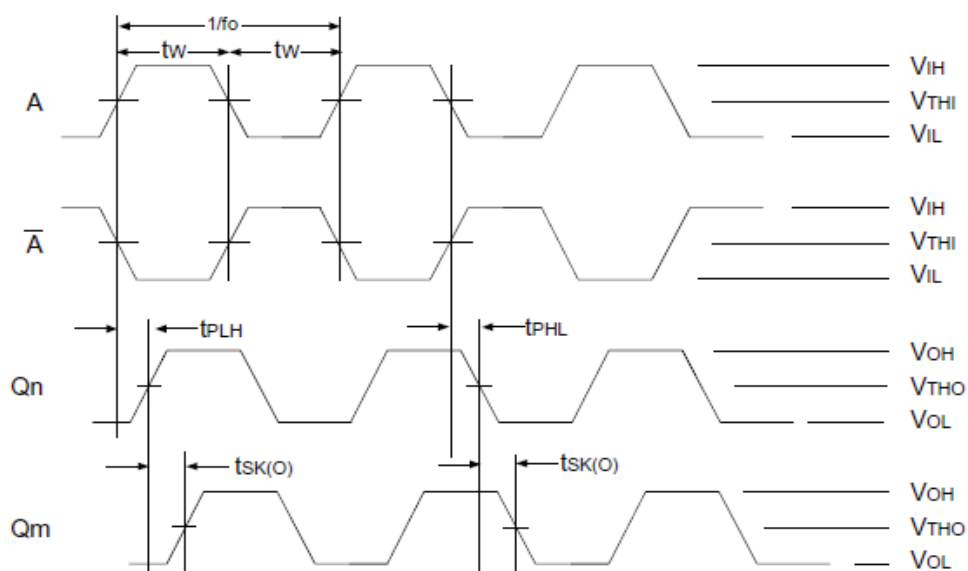 1/fo
tW tW
A
VIH
VTHI
VIL
A
VIH
VTHI
VIL
tPLH
tPHL
Qn
VOH
VTHO
VOL
tSK(O)
tSK(O)
Qm
VOH
VTHO
VOL